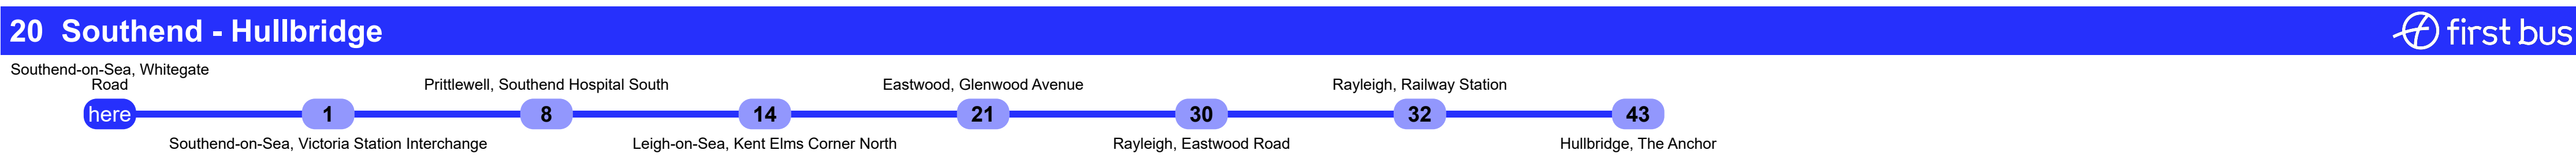 20 Southend - Hullbridge
first bus
Southend-on-Sea, Whitegate
Road
Prittlewell, Southend Hospital South
Eastwood, Glenwood Avenue
Rayleigh, Railway Station
here 1 8 14 21 30 32 43
Southend-on-Sea, Victoria Station Interchange
Leigh-on-Sea, Kent Elms Corner North
Rayleigh, Eastwood Road
Hullbridge, The Anchor